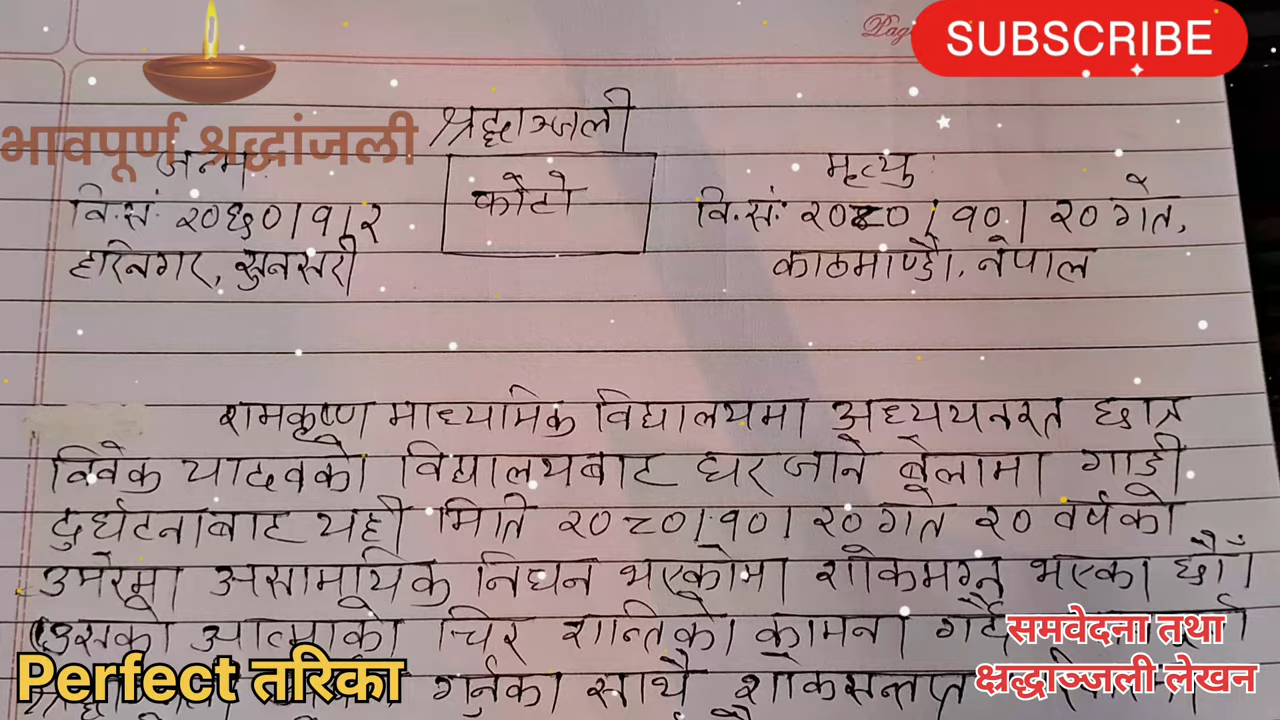 SUBSCRIBE
श्रद्धाञ्जली
भावपूर्ण श्रद्धांजली
जन्म:
वि.सं. २०६०।१।२
हरिनगर, सुनसरी
फोटो
मृत्यु:
वि.सं: २०८०।१०।२० गते,
काठमाण्डौ, नेपाल
रामकृष्ण माध्यमिक विद्यालयमा अध्ययनरत छात्र
विवेक यादवको विद्यालयबाट घर जाने बेलामा गाडी
दुर्घटनाबाट यही मिति २०८०।१०।२० गते २० वर्षको
उमेरमा असामयिक निधन भएकोमा शोकमग्न भएका छौँ।
उसको आत्माको चिर शान्तिको कामना गर्दै
गर्नुका साथै शोकसन्तप्त
Perfect तरिका
समवेदना तथा
क्षद्धाञ्जली लेखन